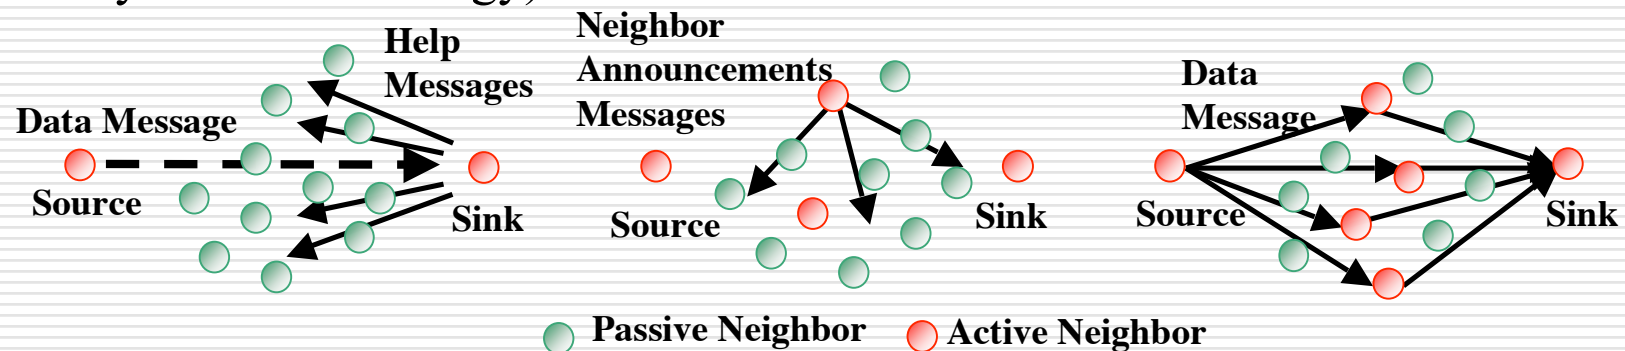 Help
Messages
Data Message
Source
Sink
Neighbor
Announcements
Messages
Source
Sink
Data
Message
Source
Sink
Passive Neighbor
Active Neighbor